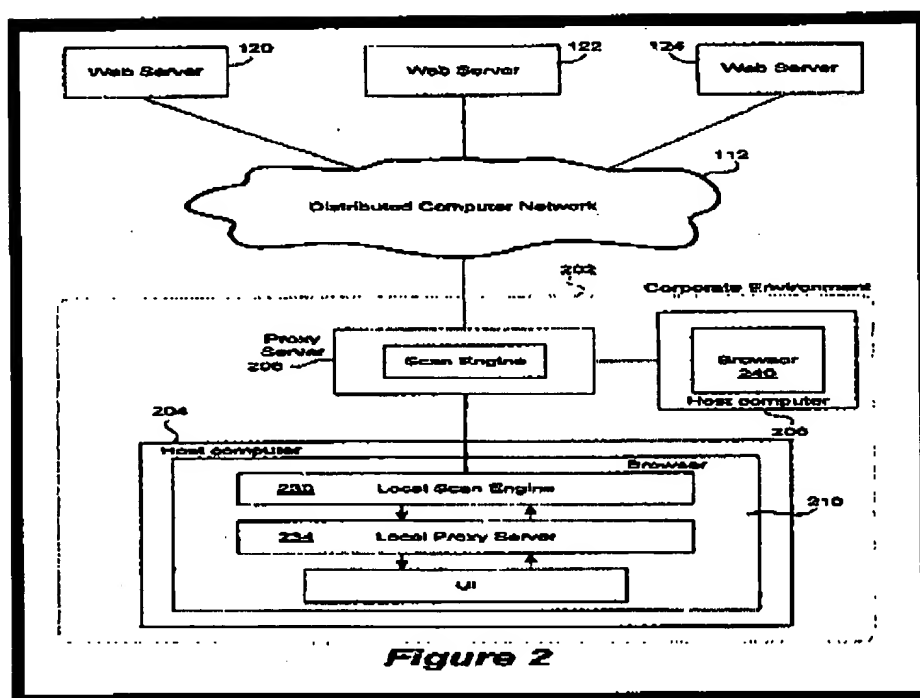 120
122
124
Web Server
Web Server
Web Server
112
Distributed Computer Network
202
Corporate Environment
Proxy
Server
206
Scan Engine
Browser
240
Host computer
206
204
Host computer
Browser
230 Local Scan Engine
210
234 Local Proxy Server
UI
Figure 2